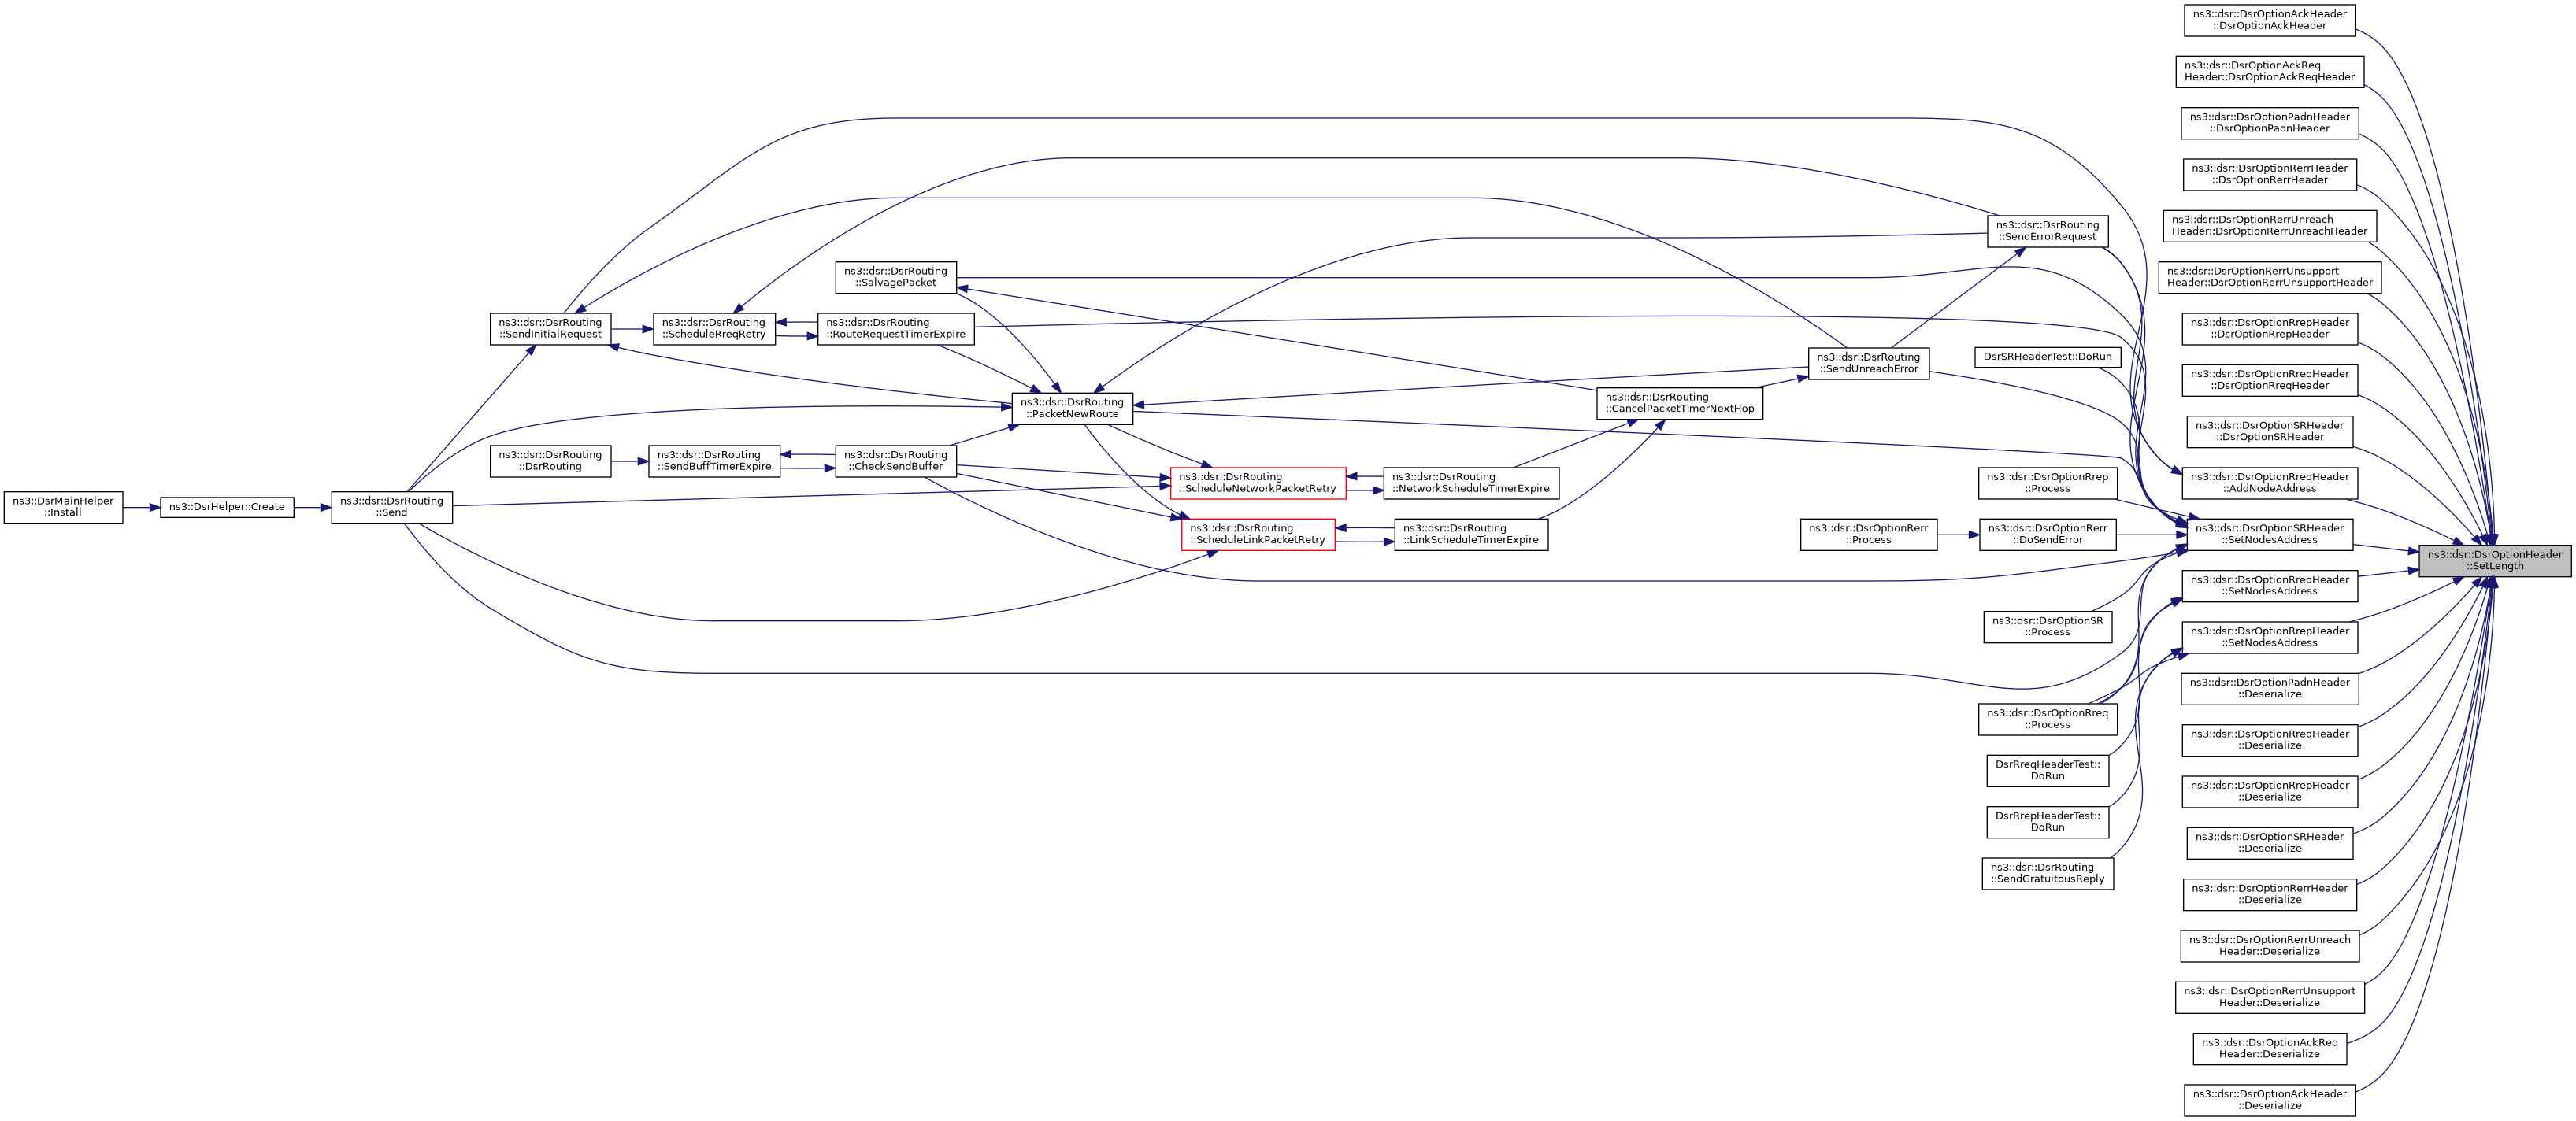 ns3::DsrMainHelper
::Install
ns3::DsrHelper::Create
ns3::dsr::DsrRouting
::Send
ns3::dsr::DsrRouting
::SendInitialRequest
ns3::dsr::DsrRouting
::DsrRouting
ns3::dsr::DsrRouting
::ScheduleRreqRetry
ns3::dsr::DsrRouting
::SendBuffTimerExpire
ns3::dsr::DsrRouting
::SalvagePacket
ns3::dsr::DsrRouting
::RouteRequestTimerExpire
ns3::dsr::DsrRouting
::CheckSendBuffer
ns3::dsr::DsrRouting
::PacketNewRoute
ns3::dsr::DsrRouting
::ScheduleNetworkPacketRetry
ns3::dsr::DsrRouting
::ScheduleLinkPacketRetry
ns3::dsr::DsrRouting
::NetworkScheduleTimerExpire
ns3::dsr::DsrRouting
::LinkScheduleTimerExpire
ns3::dsr::DsrRouting
::CancelPacketTimerNextHop
ns3::dsr::DsrRouting
::SendUnreachError
ns3::dsr::DsrOptionRerr
::Process
ns3::dsr::DsrRouting
::SendErrorRequest
DsrSRHeaderTest::DoRun
ns3::dsr::DsrOptionRrep
::Process
ns3::dsr::DsrOptionRerr
::DoSendError
ns3::dsr::DsrOptionSR
::Process
ns3::dsr::DsrOptionRreq
::Process
DsrRreqHeaderTest::
DoRun
DsrRrepHeaderTest::
DoRun
ns3::dsr::DsrRouting
::SendGratuitousReply
ns3::dsr::DsrOptionAckHeader
::DsrOptionAckHeader
ns3::dsr::DsrOptionAckReq
Header::DsrOptionAckReqHeader
ns3::dsr::DsrOptionPadnHeader
::DsrOptionPadnHeader
ns3::dsr::DsrOptionRerrHeader
::DsrOptionRerrHeader
ns3::dsr::DsrOptionRerrUnreach
Header::DsrOptionRerrUnreachHeader
ns3::dsr::DsrOptionRerrUnsupport
Header::DsrOptionRerrUnsupportHeader
ns3::dsr::DsrOptionRrepHeader
::DsrOptionRrepHeader
ns3::dsr::DsrOptionRreqHeader
::DsrOptionRreqHeader
ns3::dsr::DsrOptionSRHeader
::DsrOptionSRHeader
ns3::dsr::DsrOptionRreqHeader
::AddNodeAddress
ns3::dsr::DsrOptionSRHeader
::SetNodesAddress
ns3::dsr::DsrOptionRreqHeader
::SetNodesAddress
ns3::dsr::DsrOptionRrepHeader
::SetNodesAddress
ns3::dsr::DsrOptionPadnHeader
::Deserialize
ns3::dsr::DsrOptionRreqHeader
::Deserialize
ns3::dsr::DsrOptionRrepHeader
::Deserialize
ns3::dsr::DsrOptionSRHeader
::Deserialize
ns3::dsr::DsrOptionRerrHeader
::Deserialize
ns3::dsr::DsrOptionRerrUnreach
Header::Deserialize
ns3::dsr::DsrOptionRerrUnsupport
Header::Deserialize
ns3::dsr::DsrOptionAckReq
Header::Deserialize
ns3::dsr::DsrOptionAckHeader
::Deserialize
ns3::dsr::DsrOptionHeader
::SetLength